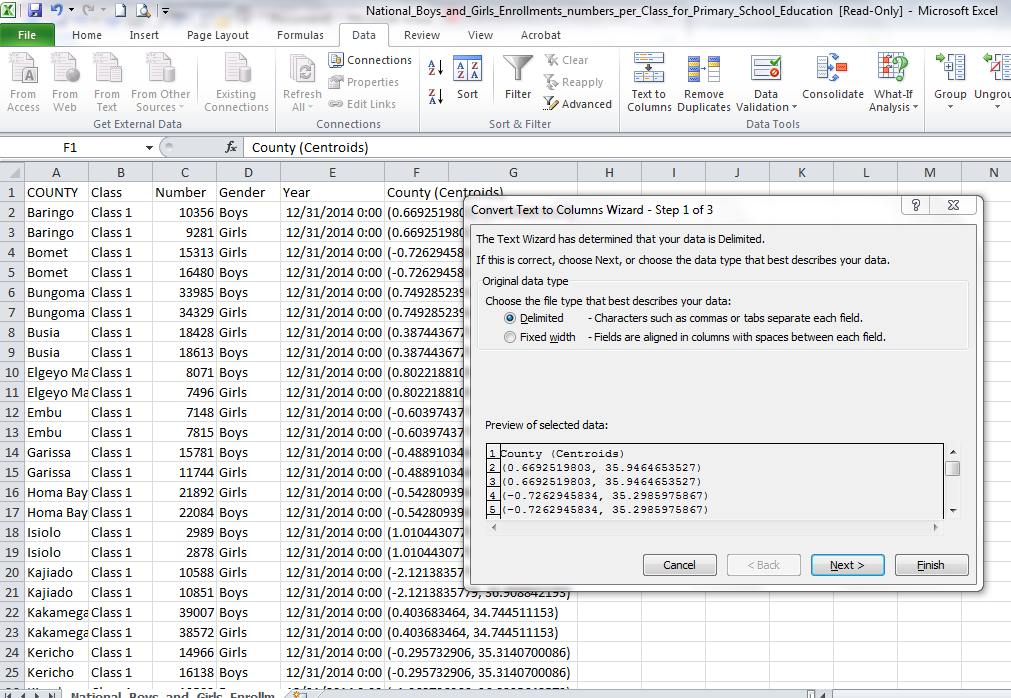 National_Boys_and_Girls_Enrollments_numbers_per_Class_for_Primary_School_Education [Read-Only] - Microsoft Excel
File Home Insert Page Layout Formulas Data Review View Acrobat
From Access From Web From Text From Other Sources Existing Connections Refresh All Connections Properties Edit Links Sort Filter Clear Reapply Advanced Text to Columns Remove Duplicates Data Validation Consolidate What-If Analysis Group Ungrou
Get External Data Connections Sort & Filter Data Tools
F1 fx County (Centroids)
A B C D E F G H I J K L M N
1 COUNTY Class Number Gender Year County (Centroids)
2 Baringo Class 1 10356 Boys 12/31/2014 0:00 (0.66925198
3 Baringo Class 1 9281 Girls 12/31/2014 0:00 (0.66925198
4 Bomet Class 1 15313 Girls 12/31/2014 0:00 (-0.72629458
5 Bomet Class 1 16480 Boys 12/31/2014 0:00 (-0.72629458
6 Bungoma Class 1 33985 Boys 12/31/2014 0:00 (0.749285239
7 Bungoma Class 1 34329 Girls 12/31/2014 0:00 (0.749285239
8 Busia Class 1 18428 Girls 12/31/2014 0:00 (0.387443677
9 Busia Class 1 18613 Boys 12/31/2014 0:00 (0.387443677
10 Elgeyo Ma Class 1 8071 Boys 12/31/2014 0:00 (0.802218810
11 Elgeyo Ma Class 1 7496 Girls 12/31/2014 0:00 (0.802218810
12 Embu Class 1 7148 Girls 12/31/2014 0:00 (-0.60397437
13 Embu Class 1 7815 Boys 12/31/2014 0:00 (-0.60397437
14 Garissa Class 1 15781 Boys 12/31/2014 0:00 (-0.48891034
15 Garissa Class 1 11744 Girls 12/31/2014 0:00 (-0.48891034
16 Homa Bay Class 1 21892 Girls 12/31/2014 0:00 (-0.54280939
17 Homa Bay Class 1 22084 Boys 12/31/2014 0:00 (-0.54280939
18 Isiolo Class 1 2989 Boys 12/31/2014 0:00 (1.010443077
19 Isiolo Class 1 2878 Girls 12/31/2014 0:00 (1.010443077
20 Kajiado Class 1 10588 Girls 12/31/2014 0:00 (-2.12138357
21 Kajiado Class 1 10851 Boys 12/31/2014 0:00 (-2.1213835779, 36.908842193)
22 Kakamega Class 1 39007 Boys 12/31/2014 0:00 (0.403683464, 34.744511153)
23 Kakamega Class 1 38572 Girls 12/31/2014 0:00 (0.403683464, 34.744511153)
24 Kericho Class 1 14966 Girls 12/31/2014 0:00 (-0.295732906, 35.3140700086)
25 Kericho Class 1 16138 Boys 12/31/2014 0:00 (-0.295732906, 35.3140700086)
National_Boys_and_Girls_Enrollm
Convert Text to Columns Wizard - Step 1 of 3
The Text Wizard has determined that your data is Delimited.
If this is correct, choose Next, or choose the data type that best describes your data.
Original data type
Choose the file type that best describes your data:
Delimited - Characters such as commas or tabs separate each field.
Fixed width - Fields are aligned in columns with spaces between each field.
Preview of selected data:
1 County (Centroids)
2 (0.6692519803, 35.9464653527)
3 (0.6692519803, 35.9464653527)
4 (-0.7262945834, 35.2985975867)
5 (-0.7262945834, 35.2985975867)
Cancel < Back Next > Finish